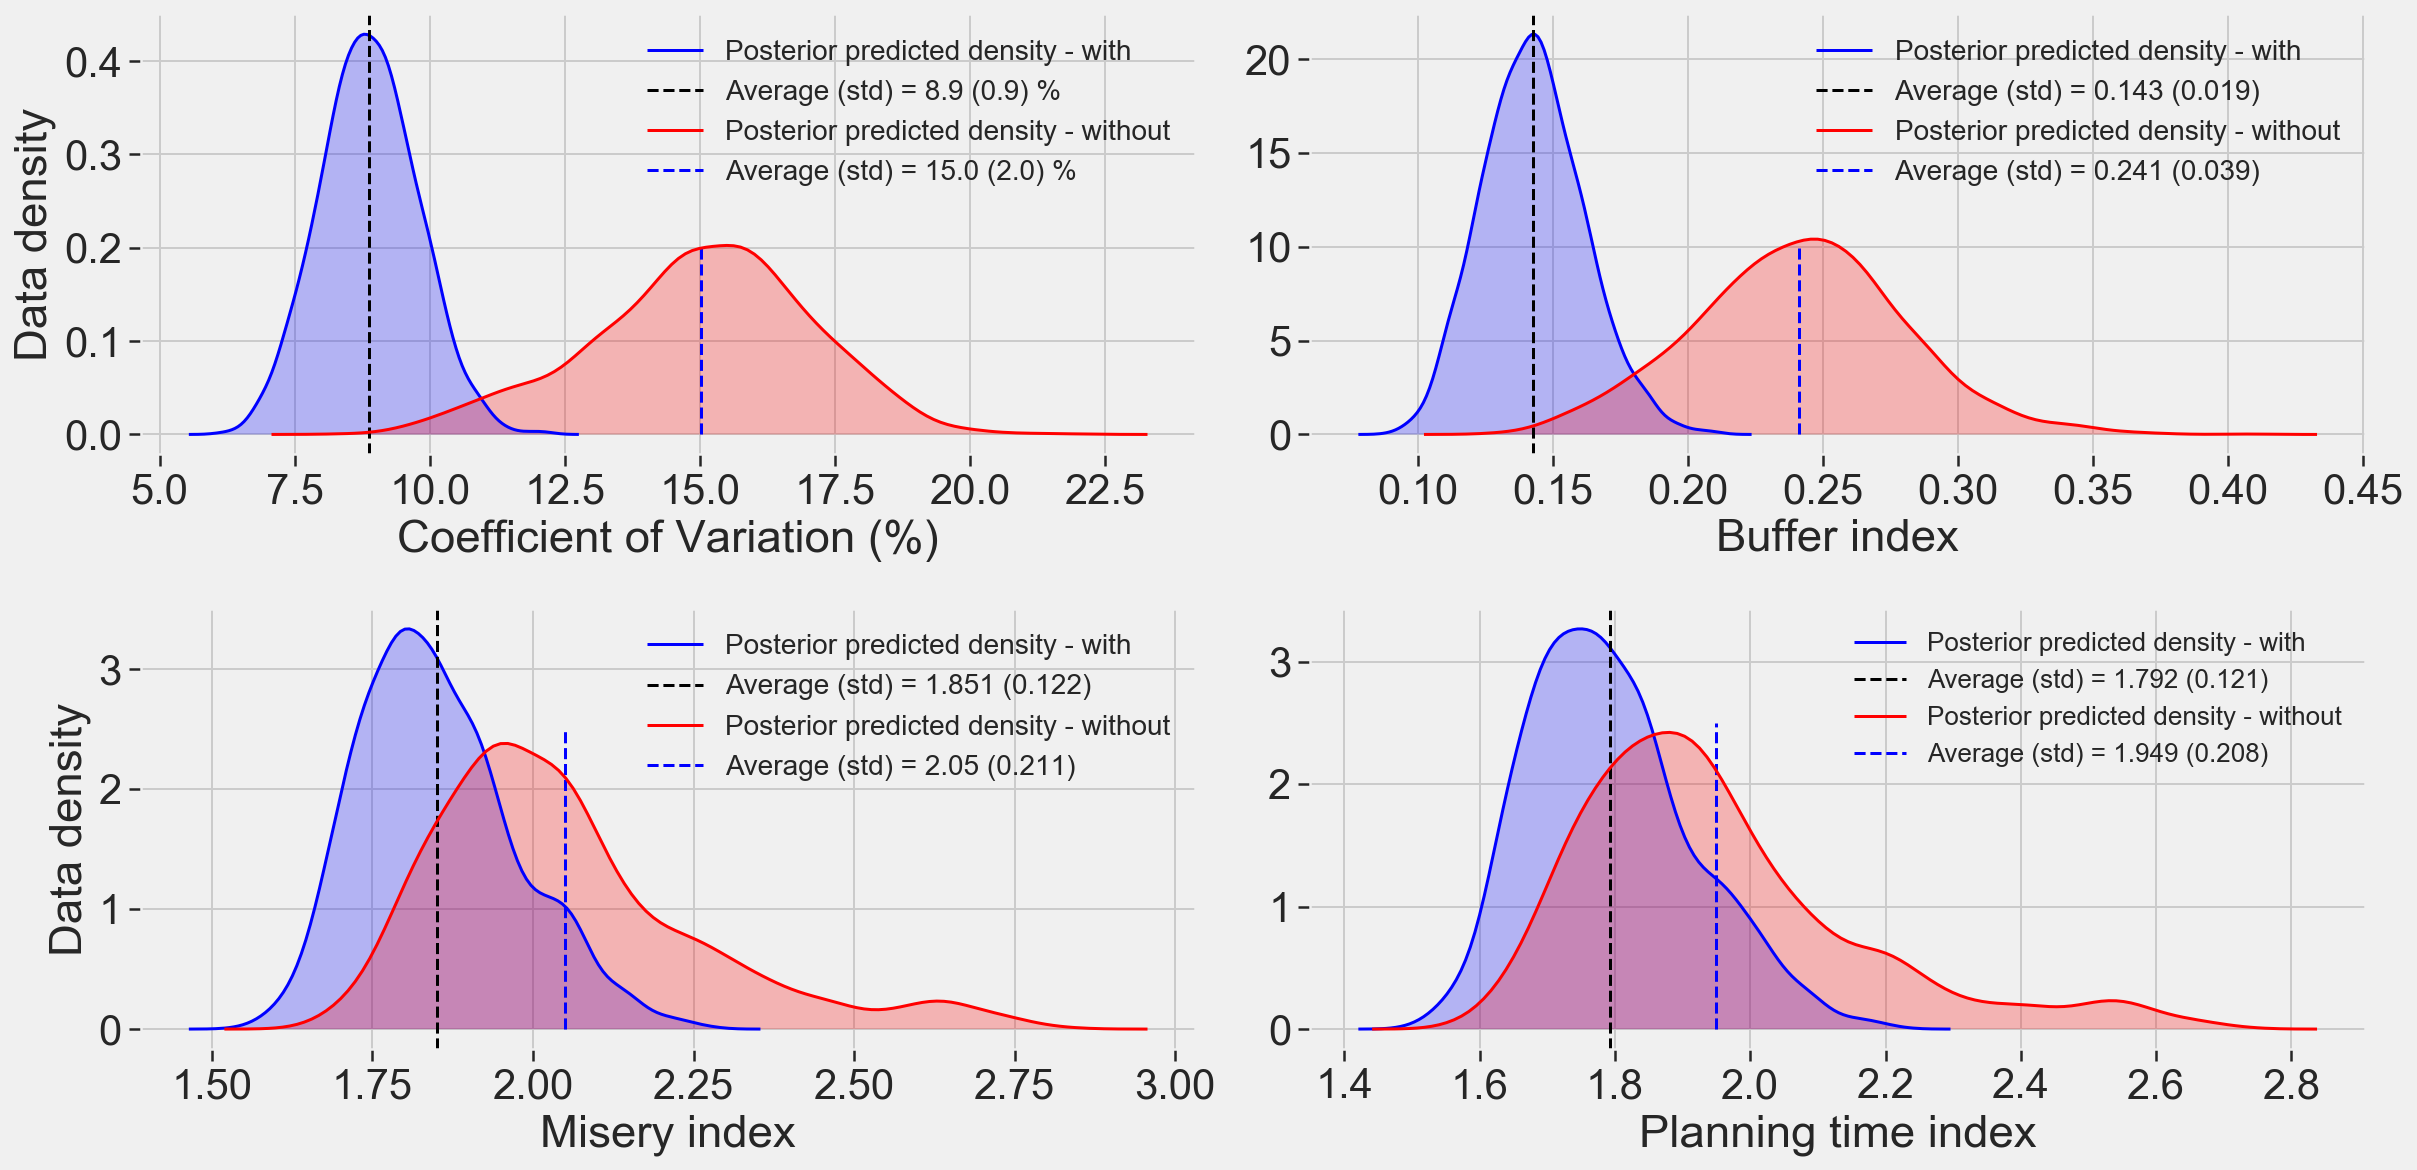 Posterior predicted density - with
Average (std) = 8.9 (0.9) %
Posterior predicted density - without
Average (std) = 15.0 (2.0) %
0.4
0.3
0.2
0.1
0.0
Data density
5.0 7.5 10.0 12.5 15.0 17.5 20.0 22.5
Coefficient of Variation (%)
Posterior predicted density - with
Average (std) = 0.143 (0.019)
Posterior predicted density - without
Average (std) = 0.241 (0.039)
20
15
10
5
0
0.10 0.15 0.20 0.25 0.30 0.35 0.40 0.45
Buffer index
Posterior predicted density - with
Average (std) = 1.851 (0.122)
Posterior predicted density - without
Average (std) = 2.05 (0.211)
3
2
1
0
Data density
1.50 1.75 2.00 2.25 2.50 2.75 3.00
Misery index
Posterior predicted density - with
Average (std) = 1.792 (0.121)
Posterior predicted density - without
Average (std) = 1.949 (0.208)
3
2
1
0
1.4 1.6 1.8 2.0 2.2 2.4 2.6 2.8
Planning time index